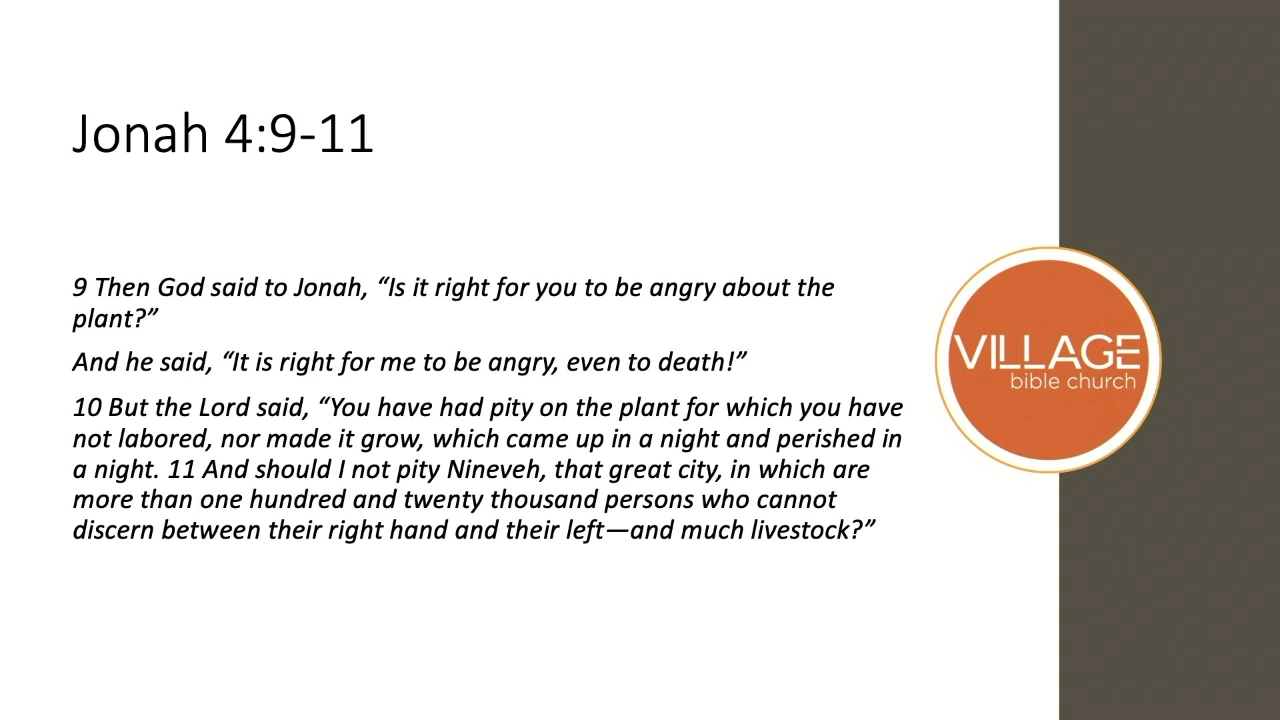 Jonah 4:9-11
9 Then God said to Jonah, “Is it right for you to be angry about the
plant?”
And he said, “It is right for me to be angry, even to death!”
10 But the Lord said, “You have had pity on the plant for which you have
not labored, nor made it grow, which came up in a night and perished in
a night. 11 And should I not pity Nineveh, that great city, in which are
more than one hundred and twenty thousand persons who cannot
discern between their right hand and their left—and much livestock?”
VILLAGE
bible church